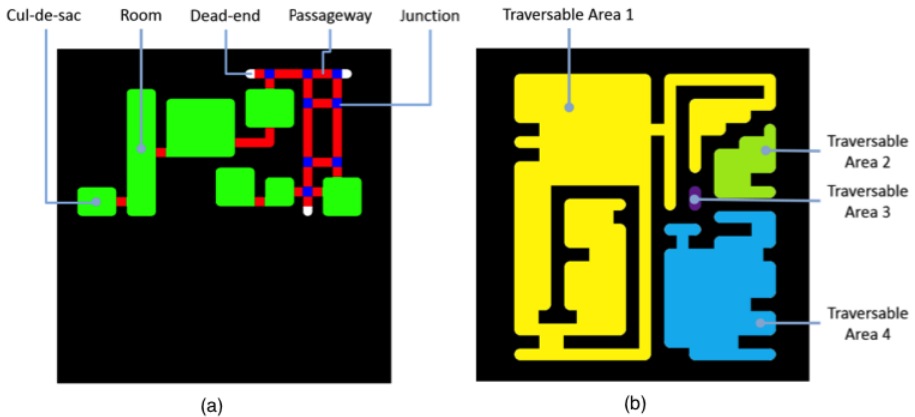 Cul-de-sac
Room
Dead-end
Passageway
Junction
Traversable Area 1
Traversable
Area 2
Traversable
Area 3
Traversable
Area 4
(a)
(b)